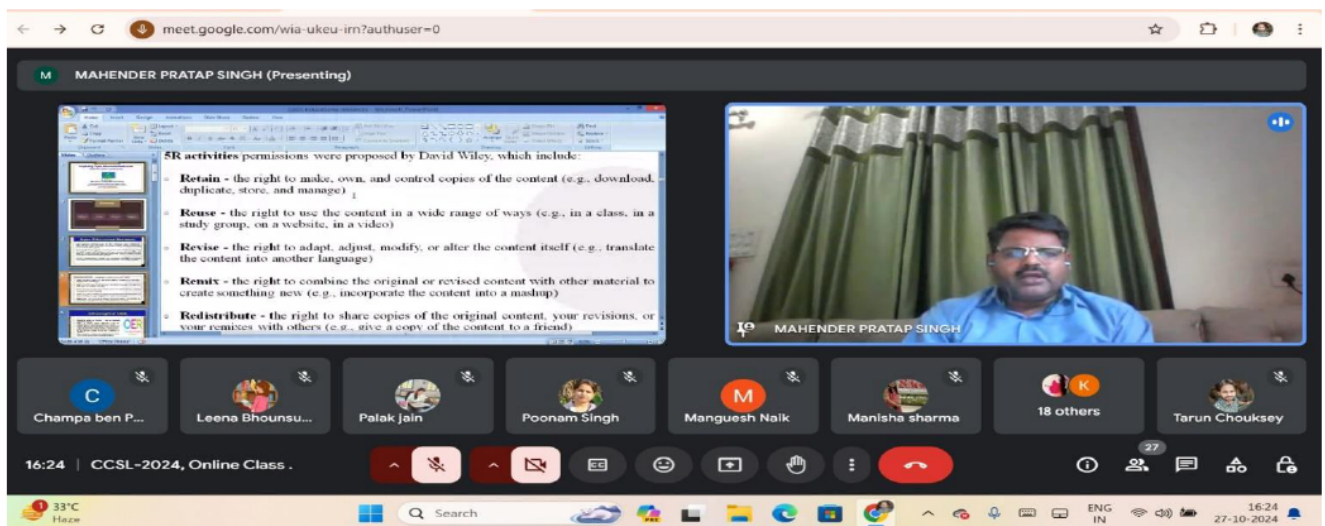 meet.google.com/wia-ukeu-irn?authuser=0
M MAHENDER PRATAP SINGH (Presenting)
5R activities permissions were proposed by David Wiley, which include:
Retain - the right to make, own, and control copies of the content (e.g., download,
duplicate, store, and manage)
Reuse - the right to use the content in a wide range of ways (e.g., in a class, in a
study group, on a website, in a video)
Revise - the right to adapt, adjust, modify, or alter the content itself (e.g., translate
the content into another language)
Remix - the right to combine the original or revised content with other material to
create something new (e.g., incorporate the content into a mashup)
Redistribute - the right to share copies of the original content, your revisions, or
your remixes with others (e.g., give a copy of the content to a friend)
MAHENDER PRATAP SINGH
C
M
K
Champa ben P...
Leena Bhounsu...
Palak jain
Poonam Singh
Manguesh Naik
Manisha sharma
18 others
Tarun Chouksey
16:24 | CCSL-2024, Online Class .
CC
27
1
33°C
Haze
Search
ENG
IN
16:24
27-10-2024